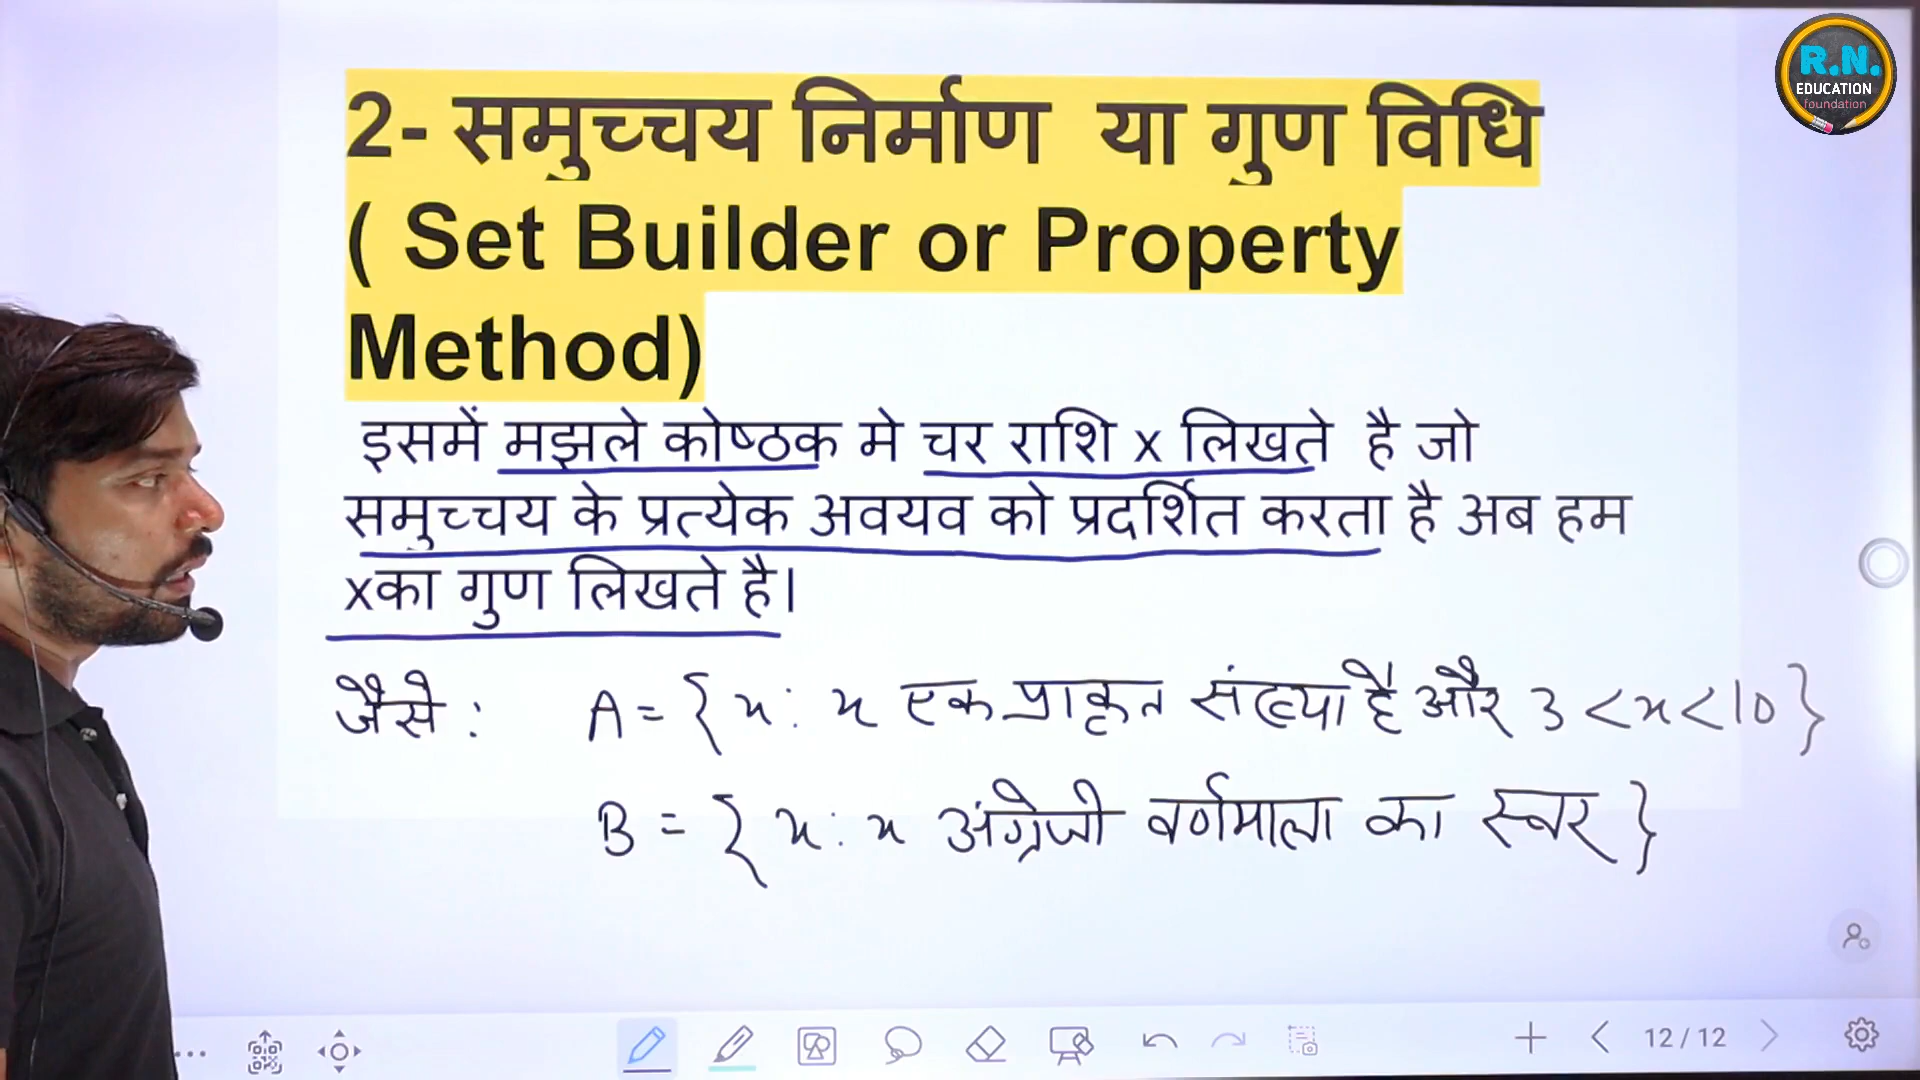 R.N.
EDUCATION
foundation
2- समुच्चय निर्माण या गुण विधि
( Set Builder or Property
Method)
इसमें मझले कोष्ठक मे चर राशि x लिखते है जो
समुच्चय के प्रत्येक अवयव को प्रदर्शित करता है अब हम
xका गुण लिखते है।
जैसे : A = { x : x एक प्राकृत संख्या है और 3 < x < 10 }
B = { x : x अंग्रेजी वर्णमाला का स्वर }
12/12